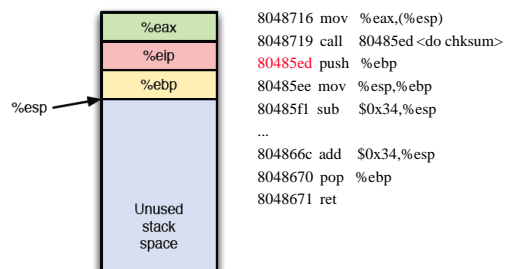 %eax
%eip
%ebp
%esp
Unused
stack
space
8048716 mov %eax,(%esp)
8048719 call 80485ed <do chksum>
80485ed push %ebp
80485ee mov %esp,%ebp
80485f1 sub $0x34,%esp
...
804866c add $0x34,%esp
8048670 pop %ebp
8048671 ret